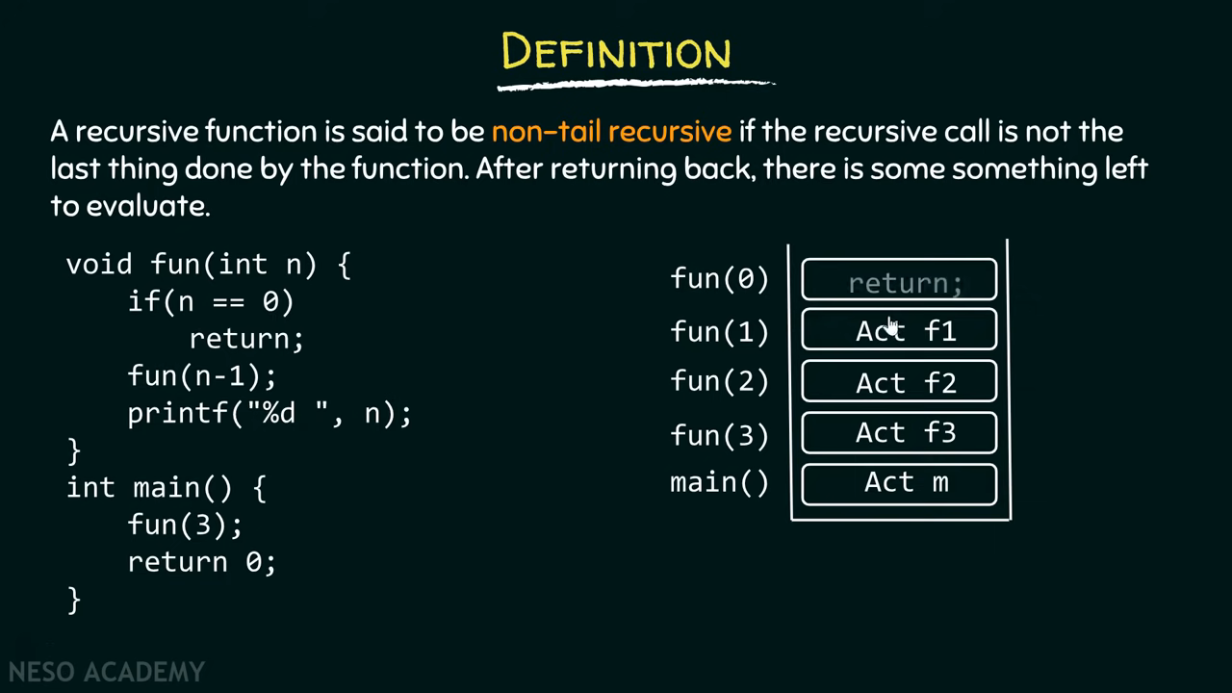 DEFINITION
A recursive function is said to be non-tail recursive if the recursive call is not the
last thing done by the function. After returning back, there is some something left
to evaluate.
void fun(int n) {
if(n == 0)
return;
fun(n-1);
printf("%d ", n);
}
int main() {
fun(3);
return 0;
}
fun(0) return;
fun(1) Act f1
fun(2) Act f2
fun(3) Act f3
main() Act m
NESO ACADEMY